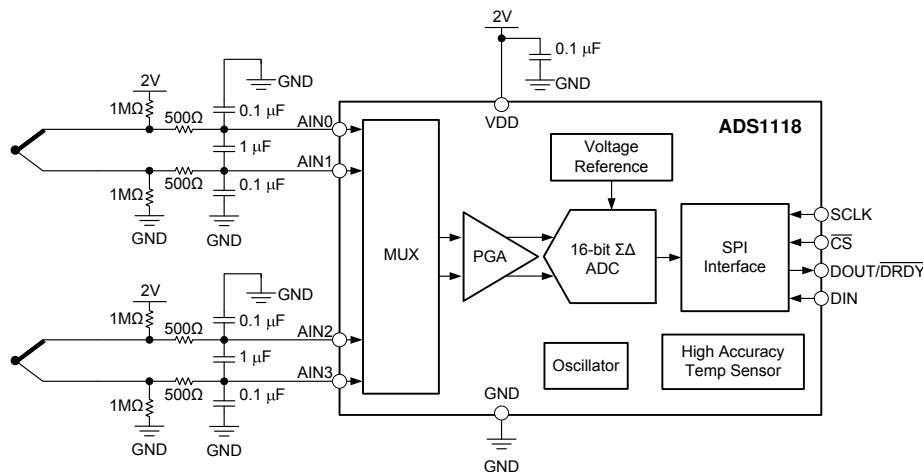 2V
0.1 μF
GND
VDD
ADS1118
GND
2V
1MΩ
500Ω
0.1 μF
AIN0
1 μF
500Ω
AIN1
0.1 μF
1MΩ
GND
GND
GND
2V
1MΩ
500Ω
0.1 μF
AIN2
1 μF
AIN3
500Ω
0.1 μF
1MΩ
GND
GND
MUX
PGA
Voltage
Reference
16-bit ΣΔ
ADC
SPI
Interface
SCLK
CS
DOUT/DRDY
DIN
Oscillator
High Accuracy
Temp Sensor
GND
GND